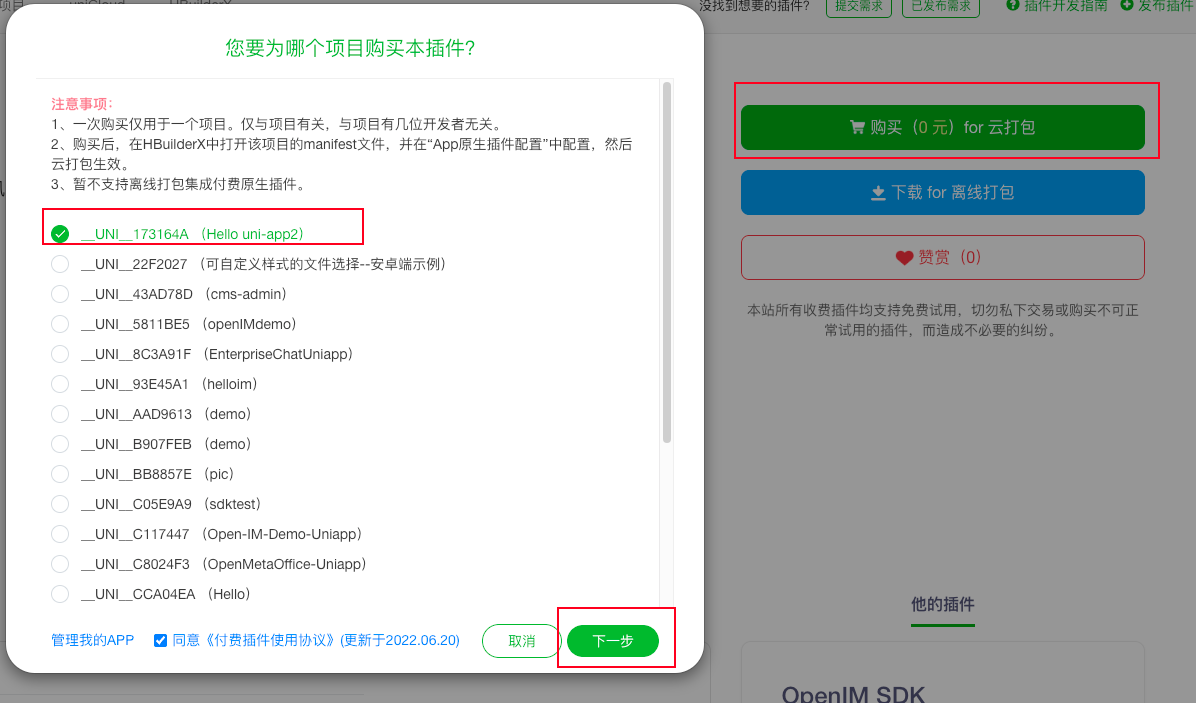 项目
uniCloud
HBuilderX
没找到想要的插件?
提交需求
已发布需求
插件开发指南
发布插件
您要为哪个项目购买本插件?
注意事项:
1、一次购买仅用于一个项目。仅与项目有关，与项目有几位开发者无关。
2、购买后，在HBuilderX中打开该项目的manifest文件，并在“App原生插件配置”中配置，然后
云打包生效。
3、暂不支持离线打包集成付费原生插件。
__UNI__173164A （Hello uni-app2）
__UNI__22F2027 （可自定义样式的文件选择--安卓端示例）
__UNI__43AD78D （cms-admin）
__UNI__5811BE5 （openIMdemo）
__UNI__8C3A91F （EnterpriseChatUniapp）
__UNI__93E45A1 （helloim）
__UNI__AAD9613 （demo）
__UNI__B907FEB （demo）
__UNI__BB8857E （pic）
__UNI__C05E9A9 （sdktest）
__UNI__C117447 （Open-IM-Demo-Uniapp）
__UNI__C8024F3 （OpenMetaOffice-Uniapp）
__UNI__CCA04EA （Hello）
管理我的APP
同意《付费插件使用协议》(更新于2022.06.20)
取消
下一步
购买（0 元）for 云打包
下载 for 离线打包
赞赏（0）
本站所有收费插件均支持免费试用，切勿私下交易或购买不可正
常试用的插件，而造成不必要的纠纷。
他的插件
OpenIM SDK